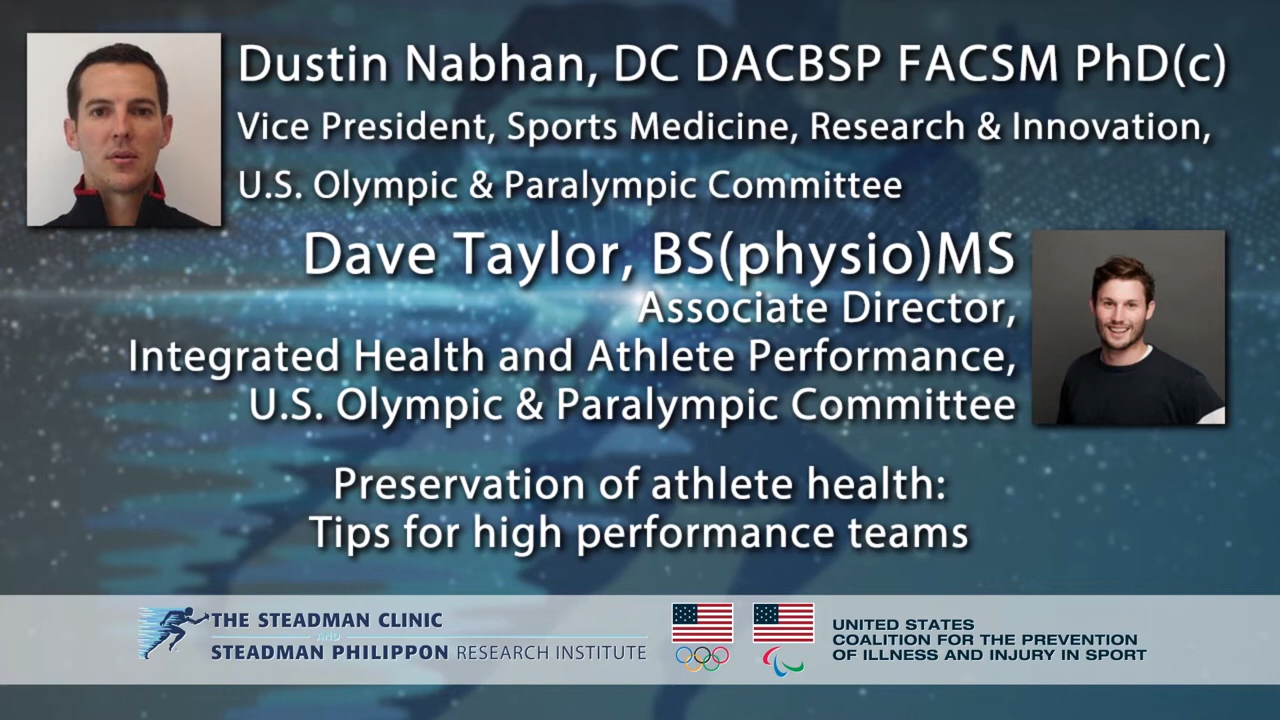 Dustin Nabhan, DC DACBSP FACSM PhD(c)
Vice President, Sports Medicine, Research & Innovation,
U.S. Olympic & Paralympic Committee
Dave Taylor, BS(physio)MS
Associate Director,
Integrated Health and Athlete Performance,
U.S. Olympic & Paralympic Committee
Preservation of athlete health:
Tips for high performance teams
THE STEADMAN CLINIC
AND
STEADMAN PHILIPPON RESEARCH INSTITUTE
UNITED STATES
COALITION FOR THE PREVENTION
OF ILLNESS AND INJURY IN SPORT